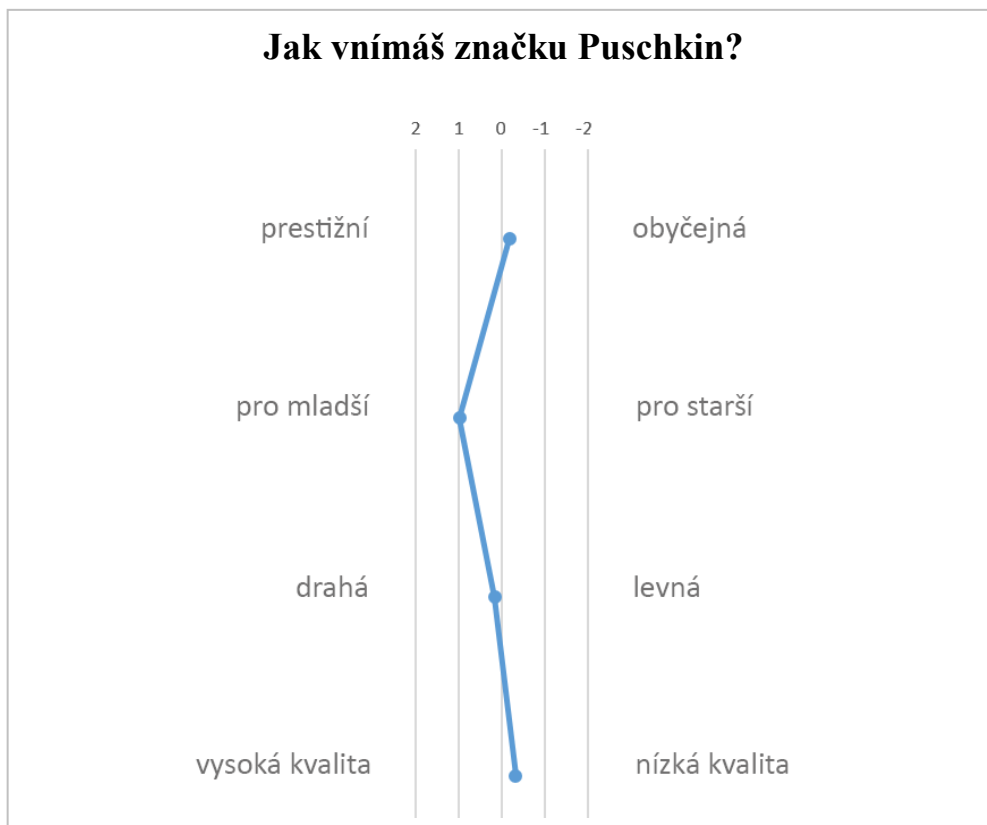 Jak vnímáš značku Puschkin?
2 1 0 -1 -2
prestižní obyčejná
pro mladší pro starší
drahá levná
vysoká kvalita nízká kvalita